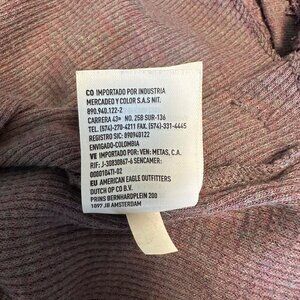 CO IMPORTADO POR INDUSTRIA
MERCADEO Y COLOR S.A.S NIT.
890.940.122-2
CARRERA 43ª NO. 25B SUR-136
TEL. (574)-270-4211 FAX. (574)-331-4445
REGISTRO SIC: 890940122
ENVIGADO-COLOMBIA
VE IMPORTADO POR: VEN: METAS, C.A.
RIF: J-30830867-6 SENCAMER:
000010471-02
EU AMERICAN EAGLE OUTFITTERS
DUTCH OP CO B.V.
PRINS BERNHARDPLEIN 200
1097 JB AMSTERDAM